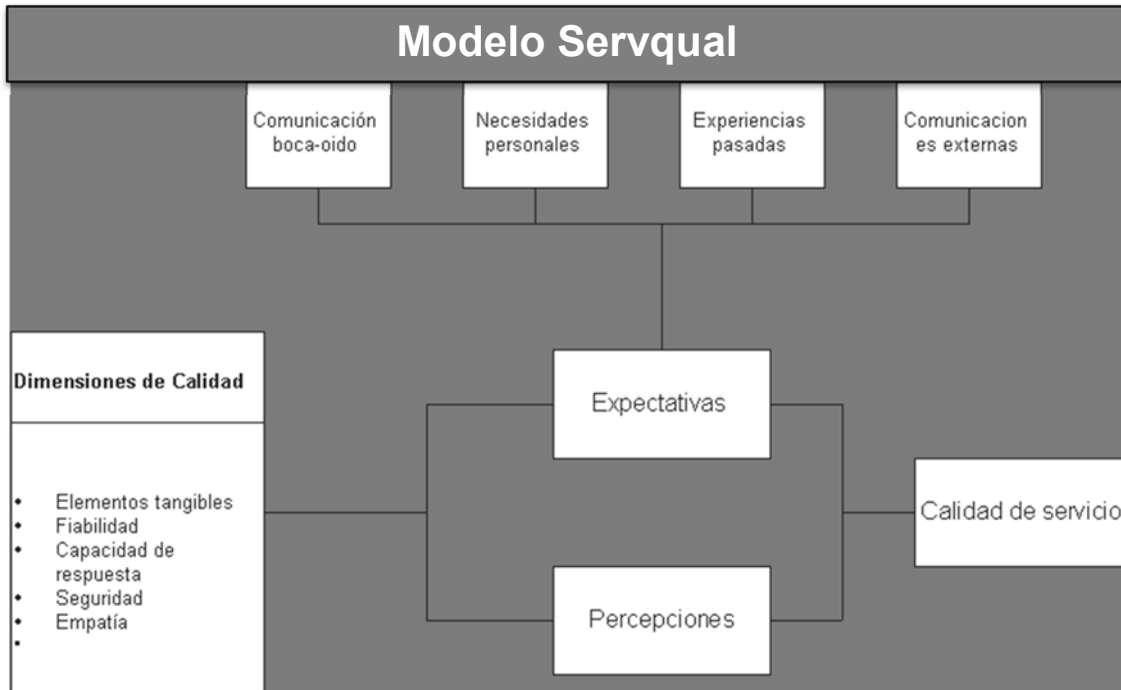 Modelo Servqual
Comunicación
boca-oido
Necesidades
personales
Experiencias
pasadas
Comunicacion
es externas
Dimensiones de Calidad
• Elementos tangibles
• Fiabilidad
• Capacidad de
respuesta
• Seguridad
• Empatía
•
Expectativas
Percepciones
Calidad de servicio